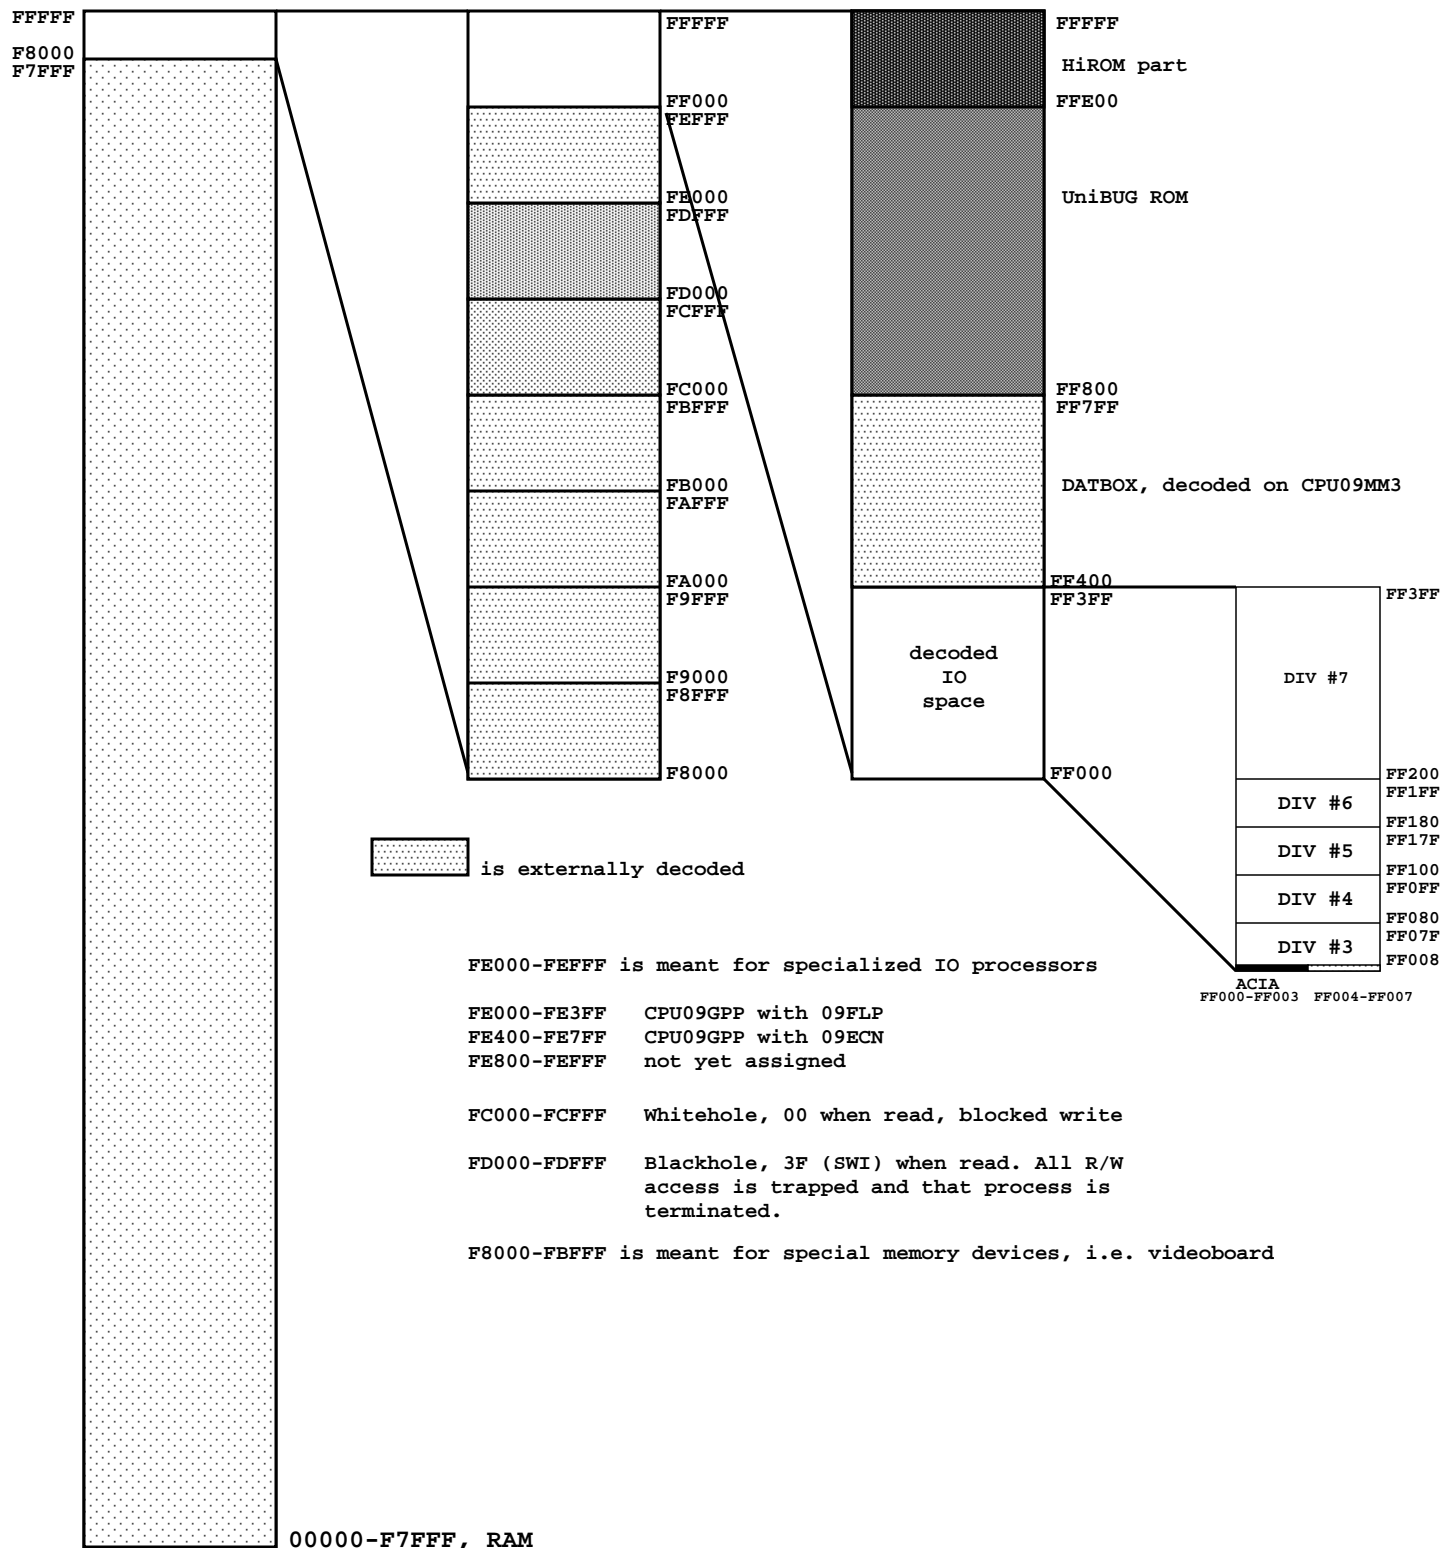 FFFFF
F8000
F7FFF
FFFFF
FF000
FEFFF
FE000
FDFFF
FD000
FCFFF
FC000
FBFFF
FB000
FAFFF
FA000
F9FFF
F9000
F8FFF
F8000
FFFFF
HiROM part
FFE00
UniBUG ROM
FF800
FF7FF
DATBOX, decoded on CPU09MM3
FF400
FF3FF
decoded
IO
space
FF000
FF3FF
DIV #7
FF200
FF1FF
DIV #6
FF180
FF17F
DIV #5
FF100
FF0FF
DIV #4
FF080
FF07F
DIV #3
FF008
ACIA
FF000-FF003 FF004-FF007
is externally decoded
FE000-FEFFF is meant for specialized IO processors
FE000-FE3FF CPU09GPP with 09FLP
FE400-FE7FF CPU09GPP with 09ECN
FE800-FEFFF not yet assigned
FC000-FCFFF Whitehole, 00 when read, blocked write
FD000-FDFFF Blackhole, 3F (SWI) when read. All R/W
access is trapped and that process is
terminated.
F8000-FBFFF is meant for special memory devices, i.e. videoboard
00000-F7FFF, RAM